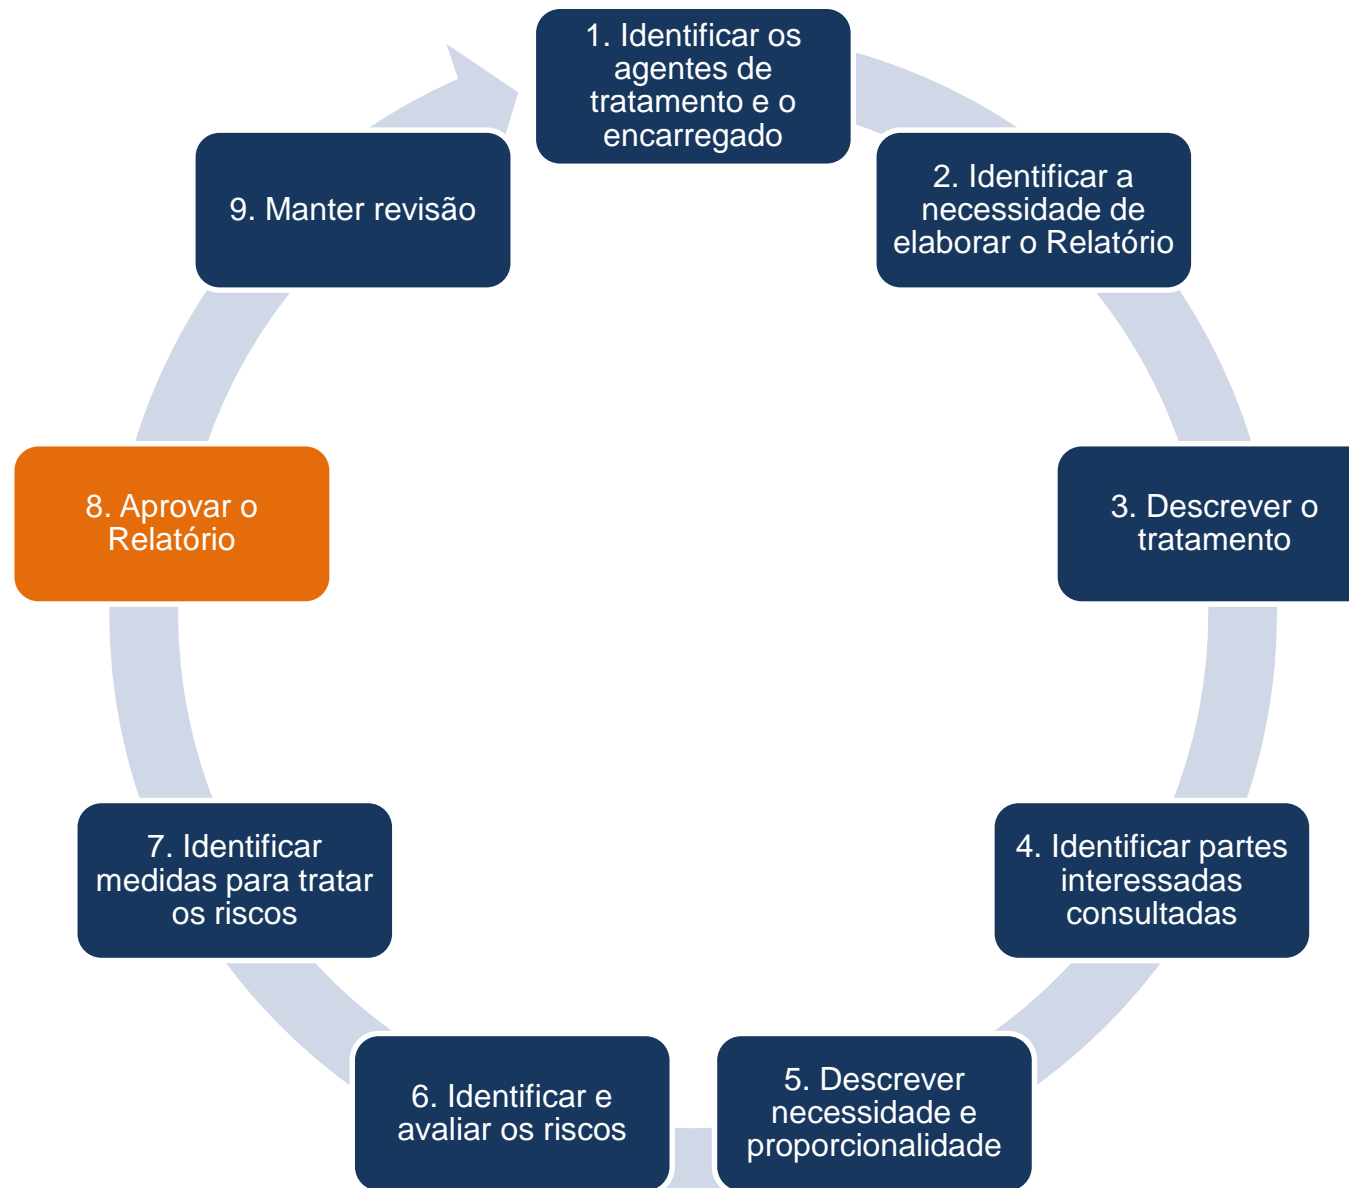 1. Identificar os
agentes de
tratamento e o
encarregado
2. Identificar a
necessidade de
elaborar o Relatório
3. Descrever o
tratamento
4. Identificar partes
interessadas
consultadas
5. Descrever
necessidade e
proporcionalidade
6. Identificar e
avaliar os riscos
7. Identificar
medidas para tratar
os riscos
8. Aprovar o
Relatório
9. Manter revisão